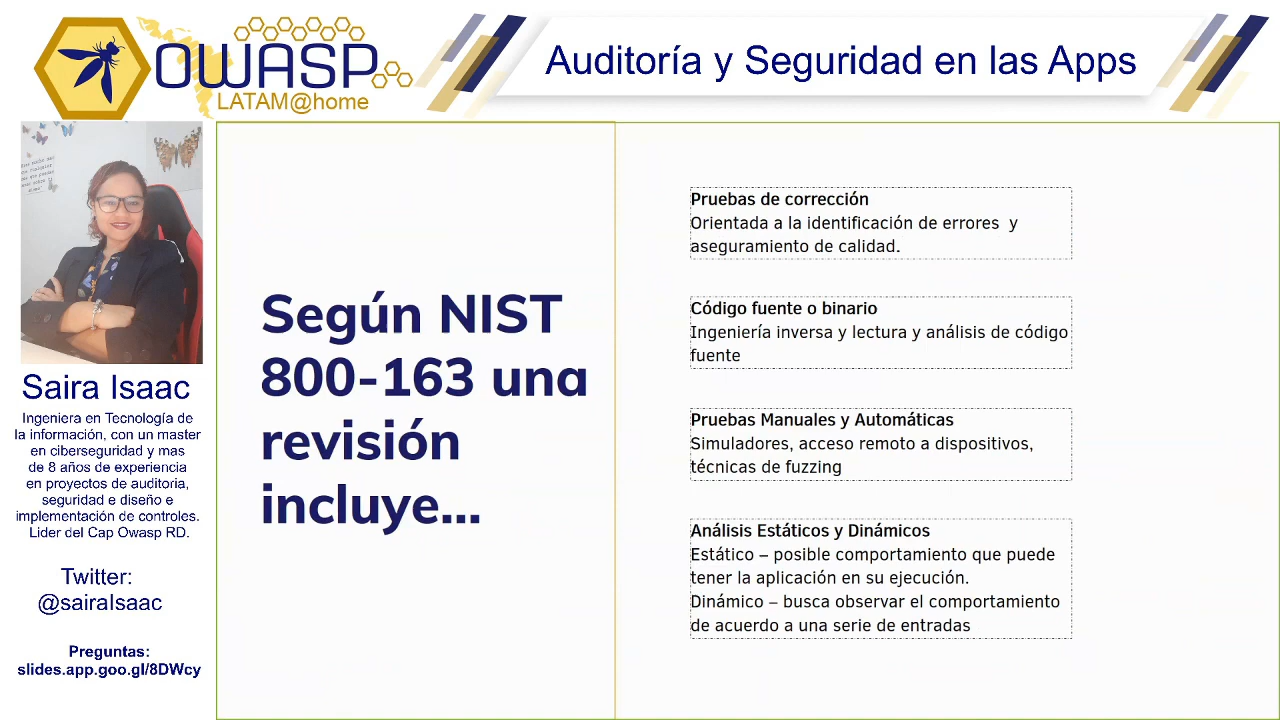 OWASP
LATAM@home
Auditoría y Seguridad en las Apps
Saira Isaac
Ingeniera en Tecnología de
la información, con un master
en ciberseguridad y mas
de 8 años de experiencia
en proyectos de auditoria,
seguridad e diseño e
implementación de controles.
Lider del Cap Owasp RD.
Twitter:
@sairaIsaac
Preguntas:
slides.app.goo.gl/8DWcy
Según NIST
800-163 una
revisión
incluye...
Pruebas de corrección
Orientada a la identificación de errores y
aseguramiento de calidad.
Código fuente o binario
Ingeniería inversa y lectura y análisis de código
fuente
Pruebas Manuales y Automáticas
Simuladores, acceso remoto a dispositivos,
técnicas de fuzzing
Análisis Estáticos y Dinámicos
Estático – posible comportamiento que puede
tener la aplicación en su ejecución.
Dinámico – busca observar el comportamiento
de acuerdo a una serie de entradas